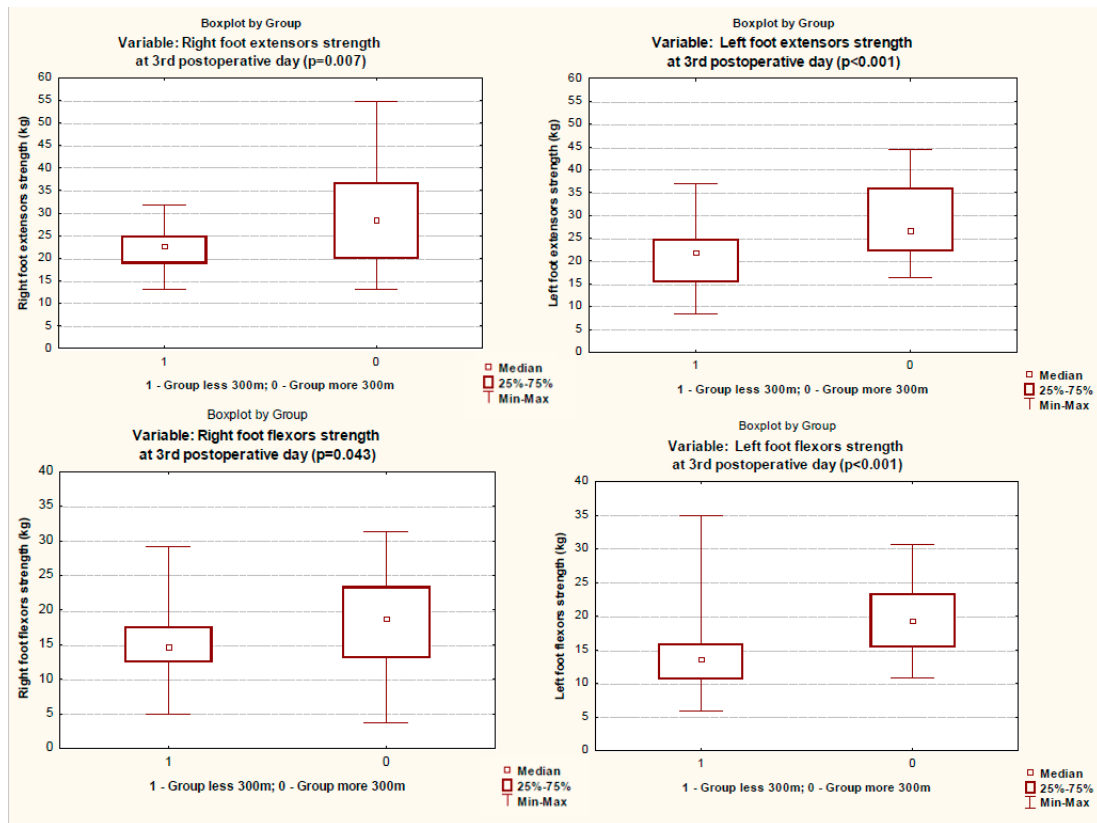 Boxplot by Group
Variable: Right foot extensors strength
at 3rd postoperative day (p=0.007)
Right foot extensors strength (kg)
60
55
50
45
40
35
30
25
20
15
10
5
0
1
0
1 - Group less 300m; 0 - Group more 300m
Median
25%-75%
Min-Max
Boxplot by Group
Variable: Left foot extensors strength
at 3rd postoperative day (p<0.001)
Left foot extensors strength (kg)
60
55
50
45
40
35
30
25
20
15
10
5
0
1
0
1 - Group less 300m; 0 - Group more 300m
Median
25%-75%
Min-Max
Boxplot by Group
Variable: Right foot flexors strength
at 3rd postoperative day (p=0.043)
Right foot flexors strength (kg)
40
35
30
25
20
15
10
5
0
1
0
1 - Group less 300m; 0 - Group more 300m
Median
25%-75%
Min-Max
Boxplot by Group
Variable: Left foot flexors strength
at 3rd postoperative day (p<0.001)
Left foot flexors strength (kg)
40
35
30
25
20
15
10
5
0
1
0
1 - Group less 300m; 0 - Group more 300m
Median
25%-75%
Min-Max